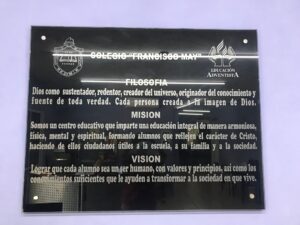 COLEGIO "FRANCISCO MAY"
EDUCACIÓN
ADVENTISTA
FILOSOFIA
Dios como sustentador, redentor, creador del universo, originador del conocimiento y
fuente de toda verdad. Cada persona creada a la imagen de Dios.
MISION
Somos un centro educativo que imparte una educación integral de manera armoniosa,
física, mental y espiritual, formando alumnos que reflejen el carácter de Cristo,
haciendo de ellos ciudadanos útiles a la escuela, a su familia y a la sociedad.
VISION
Lograr que cada alumno sea un ser humano, con valores y principios, así como los
conocimientos suficientes que le ayuden a transformar a la sociedad en que vive.